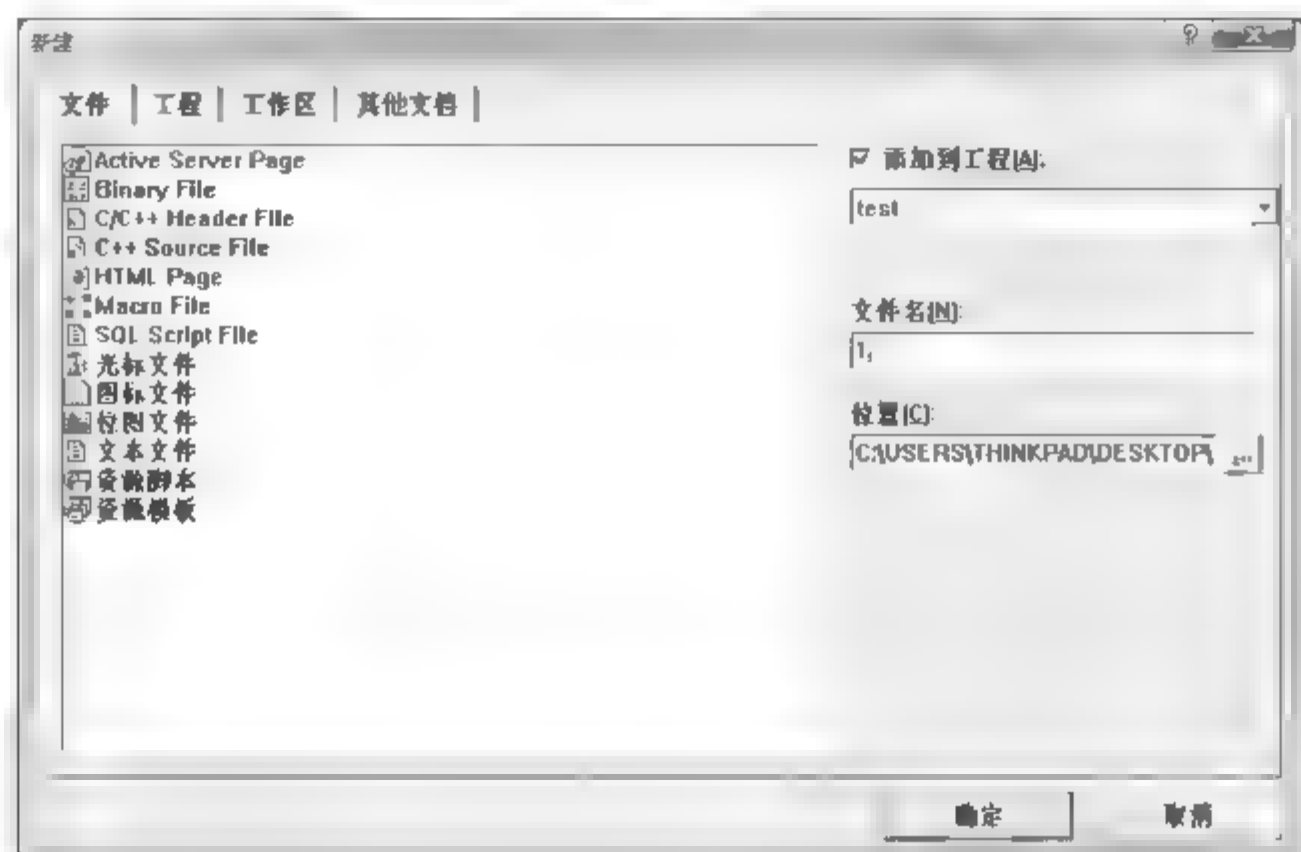 新建
文件 工程 工作区 其他文档
Active Server Page
Binary File
C/C++ Header File
C++ Source File
HTML Page
Macro File
SQL Script File
光标文件
图标文件
位图文件
文本文件
资源脚本
资源模板
添加到工程(A):
test
文件名(N):
1,
位置(C):
C:\USERS\THINKPAD\DESKTOP\ ...
确定 取消